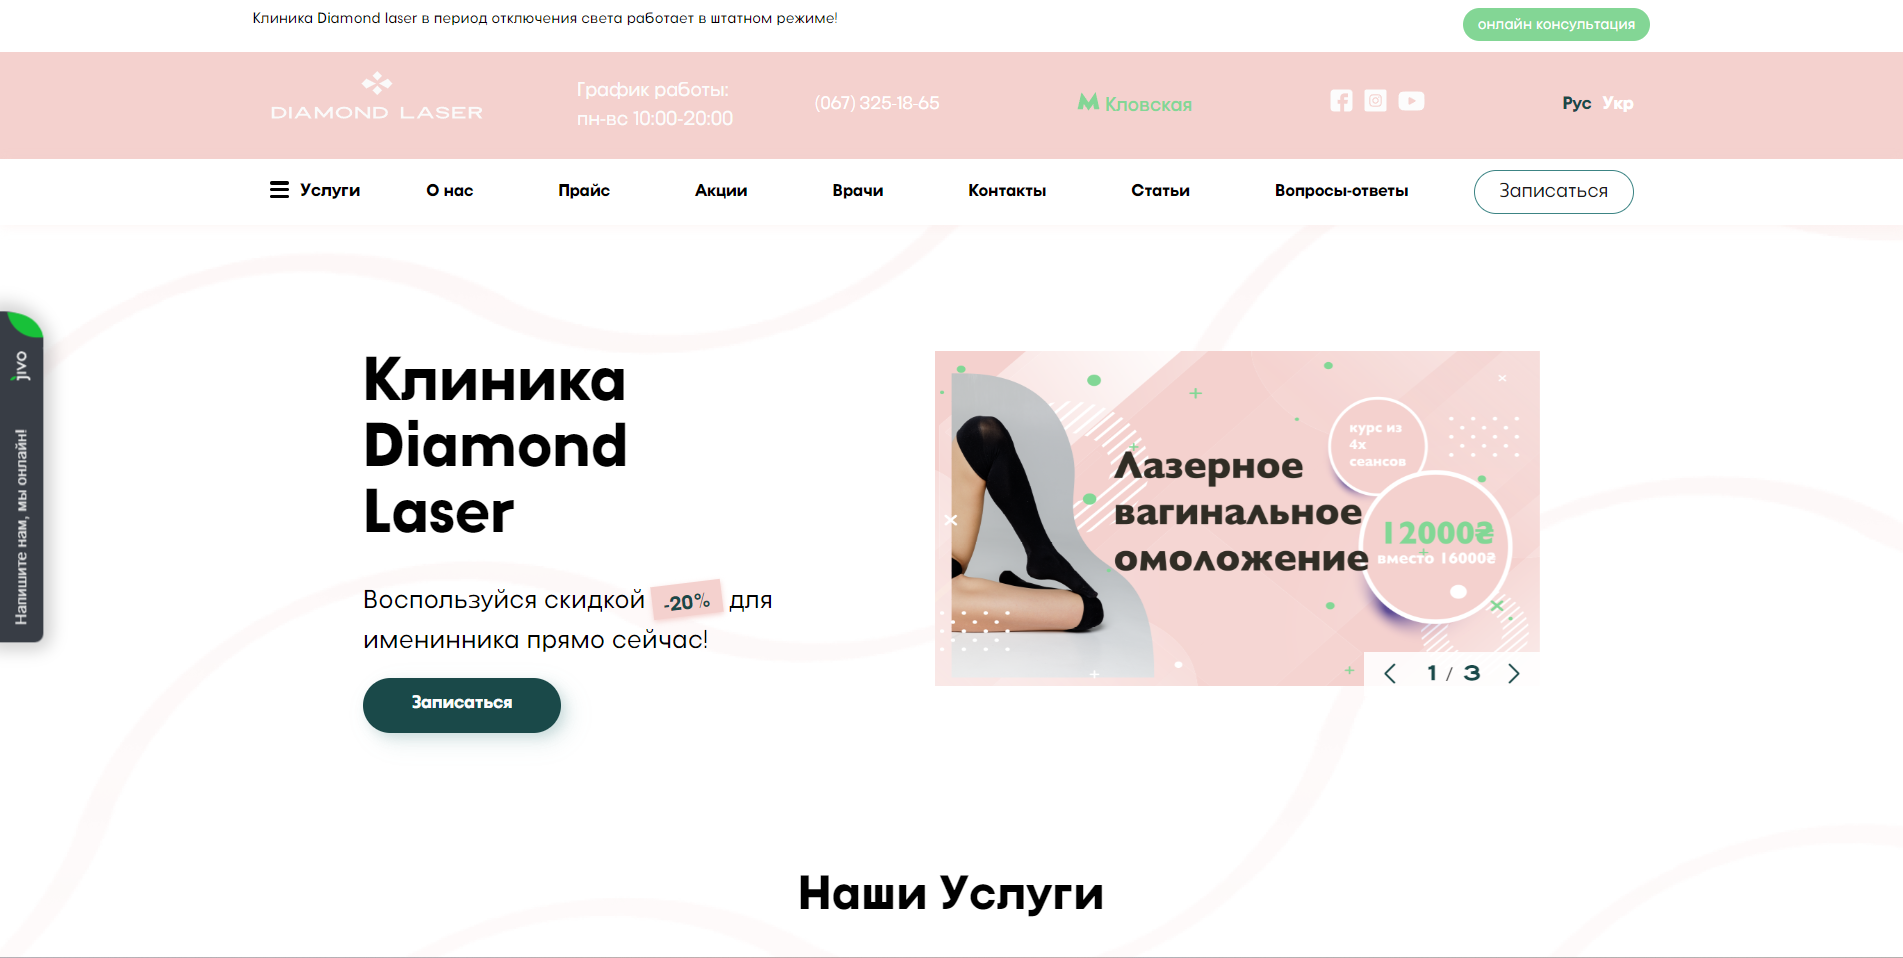 Клиника Diamond laser в период отключения света работает в штатном режиме!
онлайн консультация
DIAMOND LASER
График работы:
пн-вс 10:00-20:00
(067) 325-18-65
Кловская
Рус Укр
Услуги
О нас
Прайс
Акции
Врачи
Контакты
Статьи
Вопросы-ответы
Записаться
jivo
Напишите нам, мы онлайн!
Клиника
Diamond
Laser
Воспользуйся скидкой -20% для
именинника прямо сейчас!
Записаться
Лазерное
вагинальное
омоложение
курс из
4х
сеансов
12000₴
вместо 16000₴
1 / 3
Наши Услуги